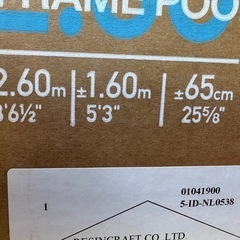 FRAME POO
2.60m ±1.60m ±65cm
8'6½" 5'3" 25⅝"
01041900
1 5-ID-NL0538
RESINCRAFT CO LTD